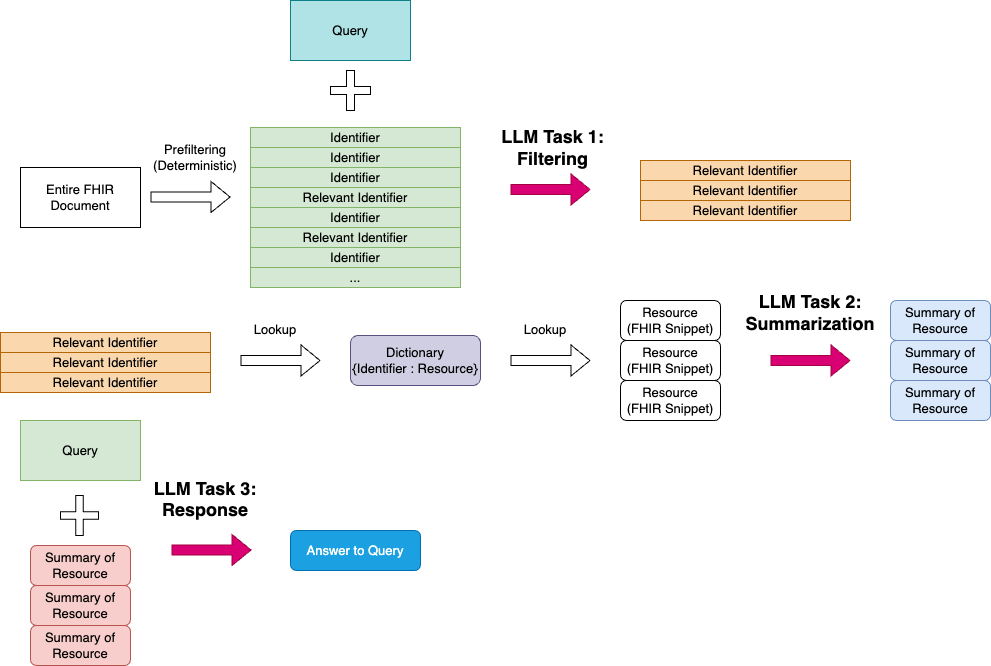 Query
Prefiltering
(Deterministic)
Entire FHIR
Document
Identifier
Identifier
Identifier
Relevant Identifier
Identifier
Relevant Identifier
Identifier
...
LLM Task 1:
Filtering
Relevant Identifier
Relevant Identifier
Relevant Identifier
Relevant Identifier
Relevant Identifier
Relevant Identifier
Lookup
Dictionary
{Identifier : Resource}
Lookup
Resource
(FHIR Snippet)
Resource
(FHIR Snippet)
Resource
(FHIR Snippet)
LLM Task 2:
Summarization
Summary of
Resource
Summary of
Resource
Summary of
Resource
Query
Summary of
Resource
Summary of
Resource
Summary of
Resource
LLM Task 3:
Response
Answer to Query